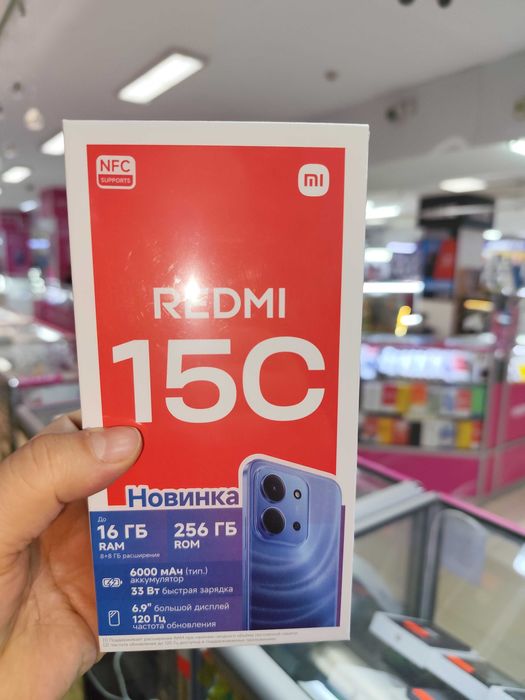 NFC
SUPPORTS
mi
REDMI
15C
Новинка
До
16 ГБ
RAM
8+8 ГБ расширение
256 ГБ
ROM
6000 мАч (тип.)
аккумулятор
33 Вт быстрая зарядка
6.9" большой дисплей
120 Гц
частота обновления